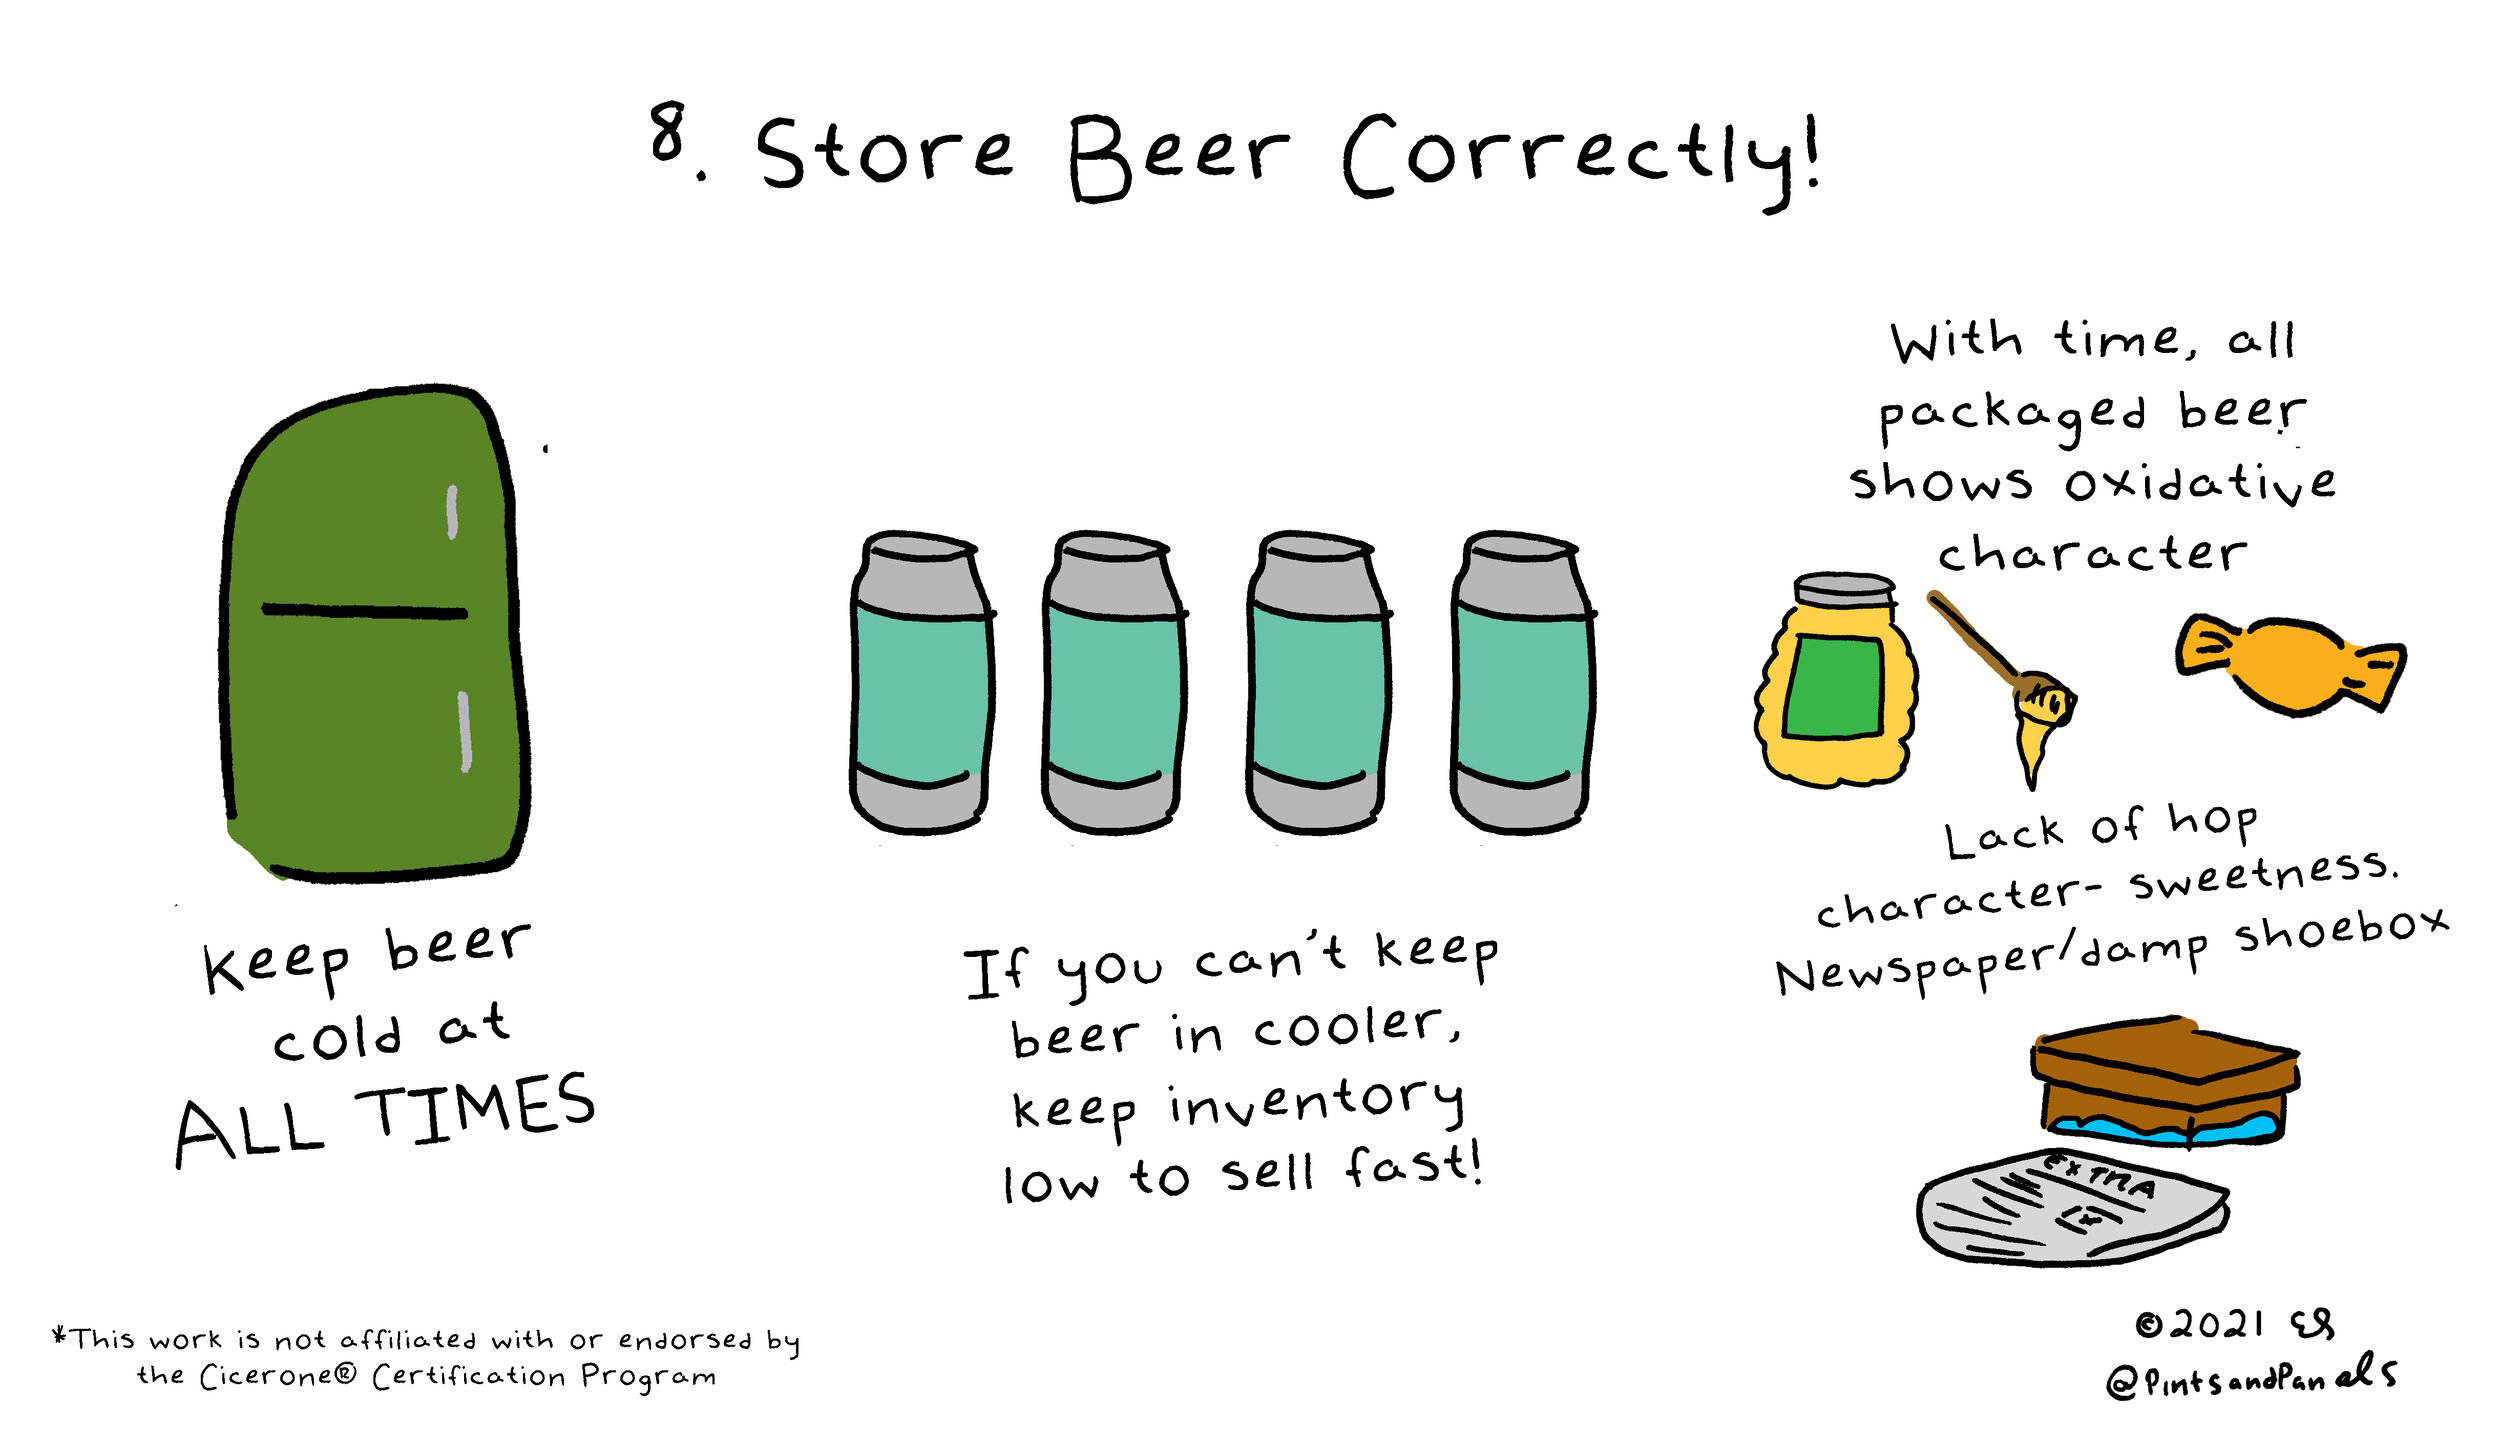 8. Store Beer Correctly!
With time, all
packaged beer
shows oxidative
character
Lack of hop
character- sweetness.
Newspaper/damp shoebox
EXTRA
Keep beer
cold at
ALL TIMES
If you can't keep
beer in cooler,
keep inventory
low to sell fast!
*This work is not affiliated with or endorsed by
the Cicerone® Certification Program
©2021 ES
@PintsandPanels